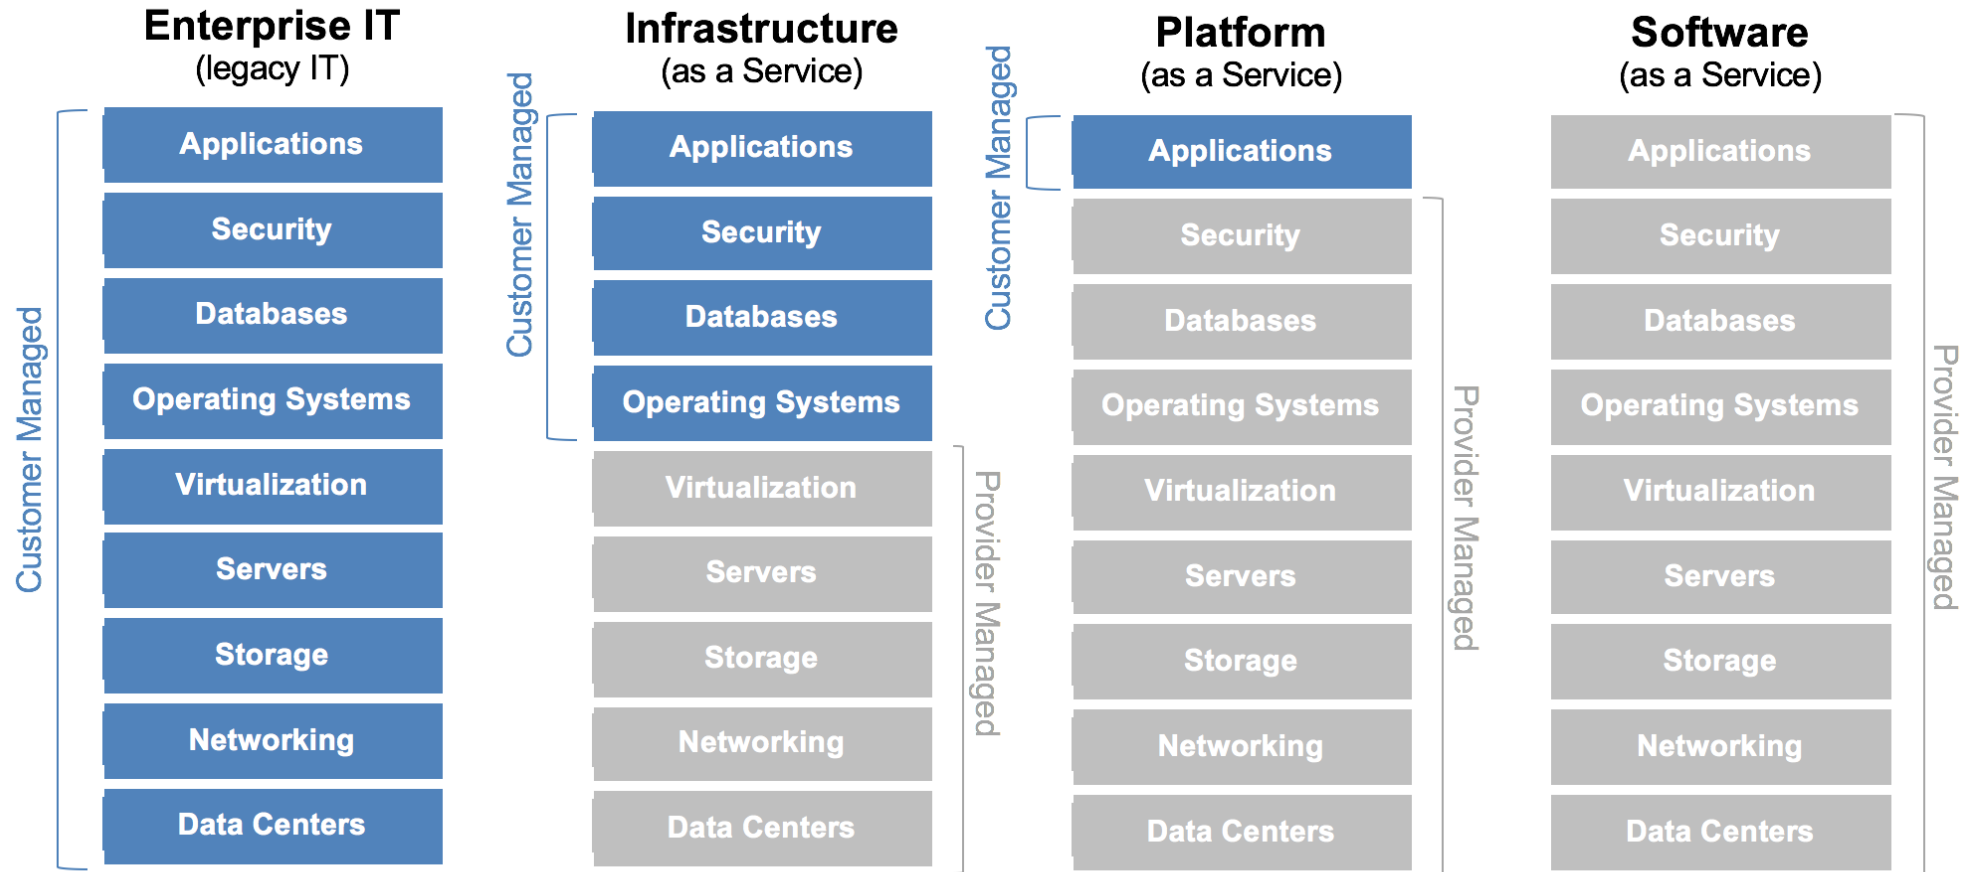 Enterprise IT
(legacy IT)
Customer Managed
Applications
Security
Databases
Operating Systems
Virtualization
Servers
Storage
Networking
Data Centers
Infrastructure
(as a Service)
Customer Managed
Applications
Security
Databases
Operating Systems
Virtualization
Servers
Storage
Networking
Data Centers
Provider Managed
Platform
(as a Service)
Customer Managed
Applications
Security
Databases
Operating Systems
Virtualization
Servers
Storage
Networking
Data Centers
Provider Managed
Software
(as a Service)
Applications
Security
Databases
Operating Systems
Virtualization
Servers
Storage
Networking
Data Centers
Provider Managed